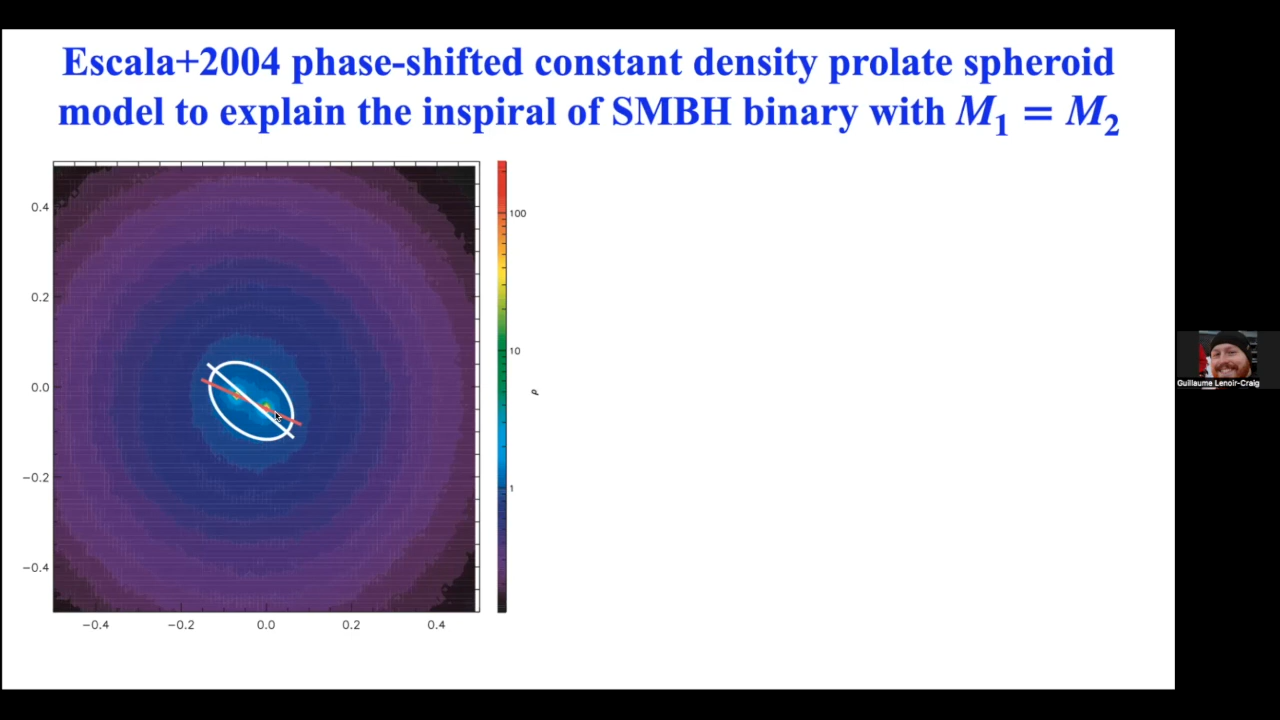 Escala+2004 phase-shifted constant density prolate spheroid
model to explain the inspiral of SMBH binary with M₁ = M₂
0.4
0.2
0.0
−0.2
−0.4
−0.4 −0.2 0.0 0.2 0.4
100
10
1
ρ
Guillaume Lenoir-Craig